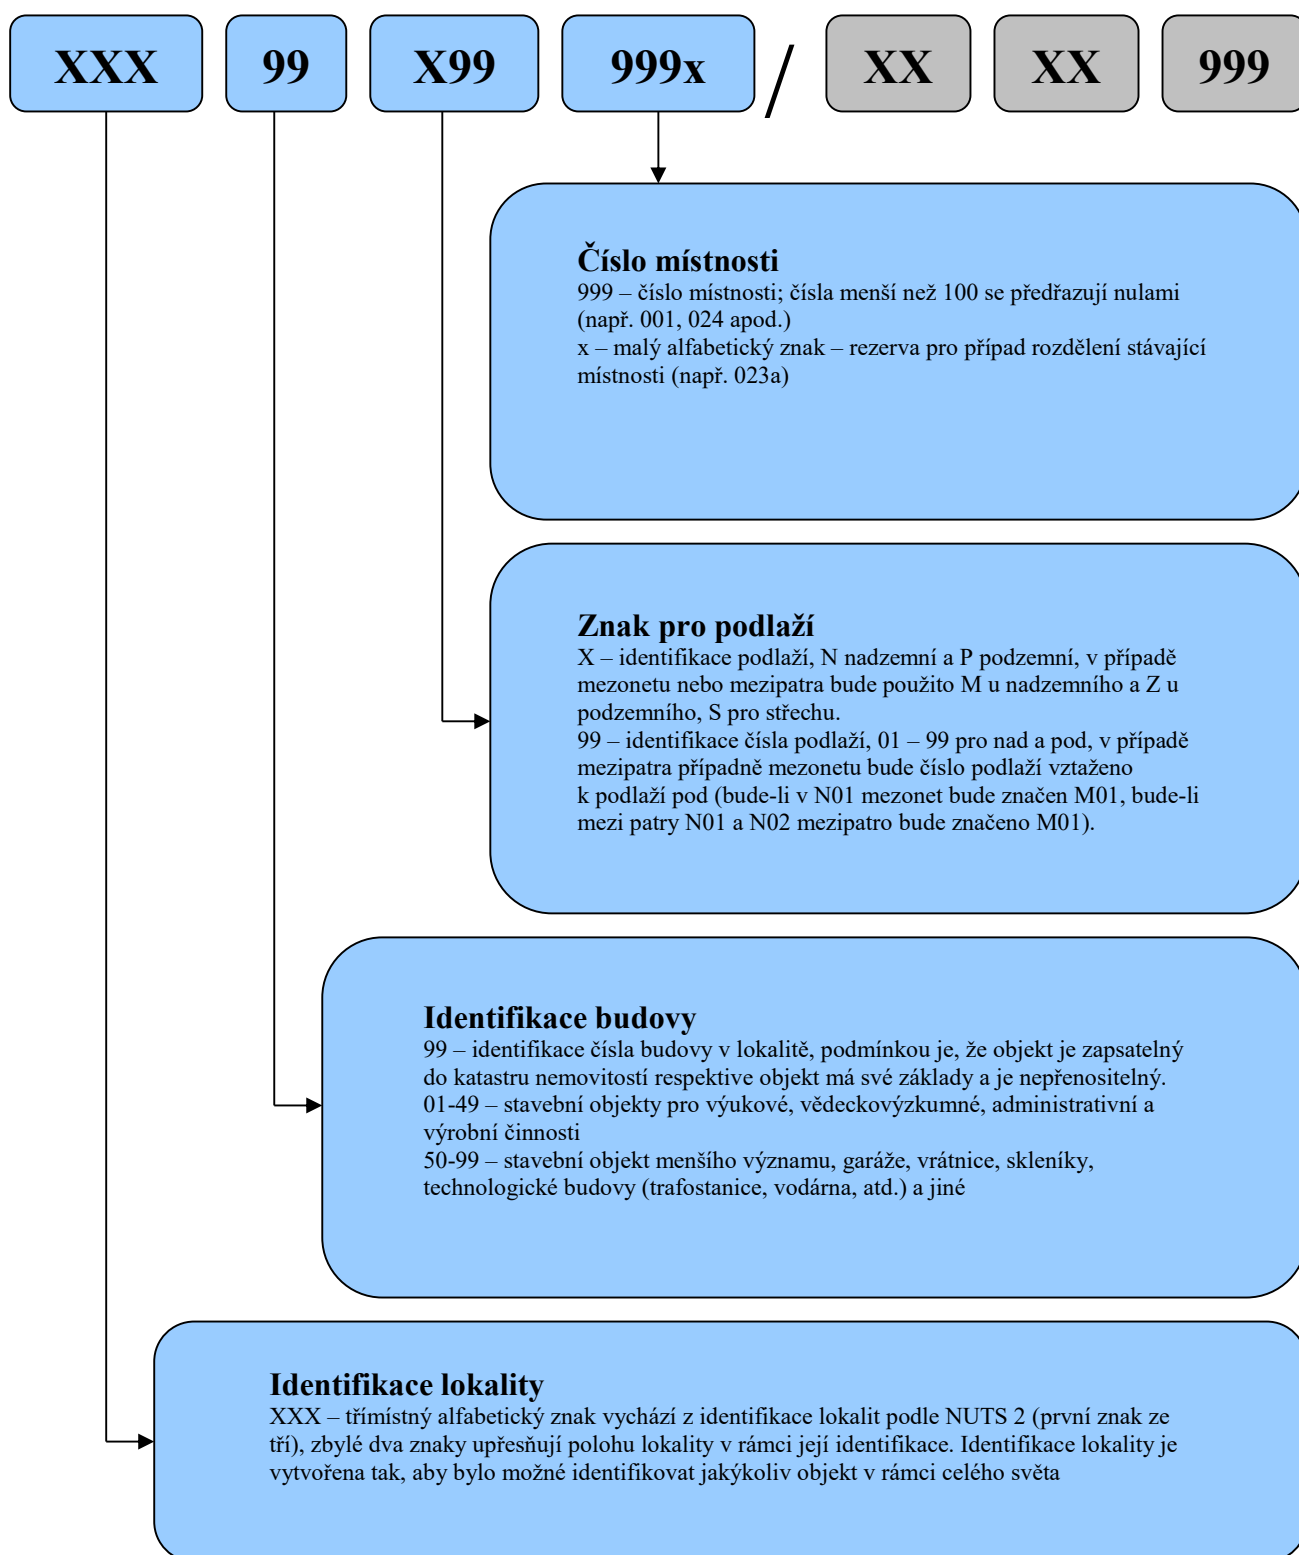 XXX 99 X99 999x / XX XX 999
Číslo místnosti
999 – číslo místnosti; čísla menší než 100 se předřazují nulami
(např. 001, 024 apod.)
x – malý alfabetický znak – rezerva pro případ rozdělení stávající
místnosti (např. 023a)
Znak pro podlaží
X – identifikace podlaží, N nadzemní a P podzemní, v případě
mezonetu nebo mezipatra bude použito M u nadzemního a Z u
podzemního, S pro střechu.
99 – identifikace čísla podlaží, 01 – 99 pro nad a pod, v případě
mezipatra případně mezonetu bude číslo podlaží vztaženo
k podlaží pod (bude-li v N01 mezonet bude značen M01, bude-li
mezi patry N01 a N02 mezipatro bude značeno M01).
Identifikace budovy
99 – identifikace čísla budovy v lokalitě, podmínkou je, že objekt je zapsatelný
do katastru nemovitostí respektive objekt má své základy a je nepřenositelný.
01-49 – stavební objekty pro výukové, vědeckovýzkumné, administrativní a
výrobní činnosti
50-99 – stavební objekt menšího významu, garáže, vrátnice, skleníky,
technologické budovy (trafostanice, vodárna, atd.) a jiné
Identifikace lokality
XXX – třímístný alfabetický znak vychází z identifikace lokalit podle NUTS 2 (první znak ze
tří), zbylé dva znaky upřesňují polohu lokality v rámci její identifikace. Identifikace lokality je
vytvořena tak, aby bylo možné identifikovat jakýkoliv objekt v rámci celého světa